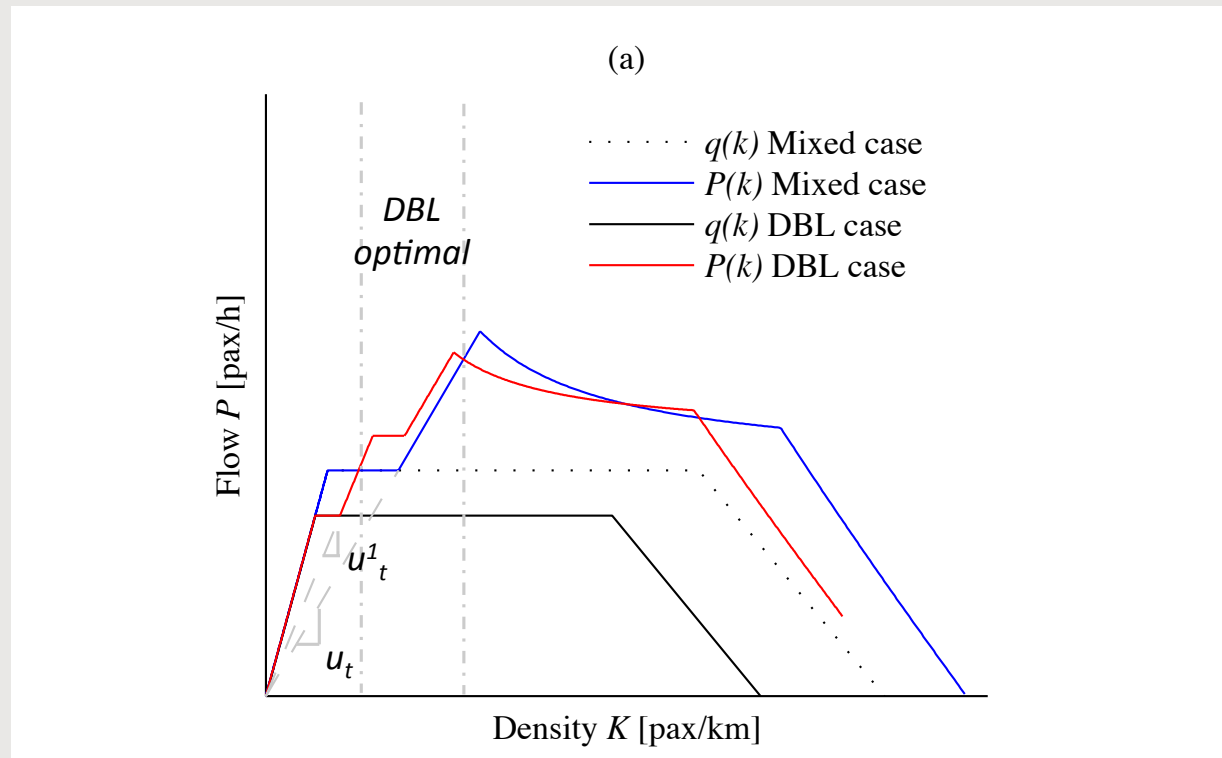 (a)
q(k) Mixed case
P(k) Mixed case
q(k) DBL case
P(k) DBL case
DBL
optimal
Flow P [pax/h]
u¹ₜ
uₜ
Density K [pax/km]